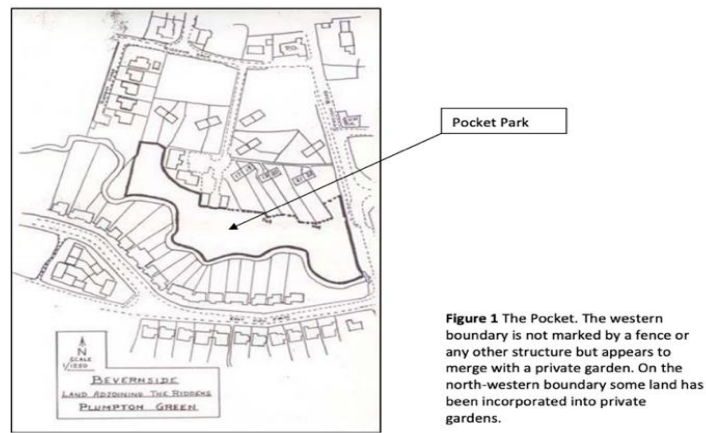 P.O.
Pocket Park
N
SCALE
1/1250
BEVERNSIDE
LAND ADJOINING THE RIDDENS
PLUMPTON GREEN
Figure 1 The Pocket. The western
boundary is not marked by a fence or
any other structure but appears to
merge with a private garden. On the
north-western boundary some land has
been incorporated into private
gardens.